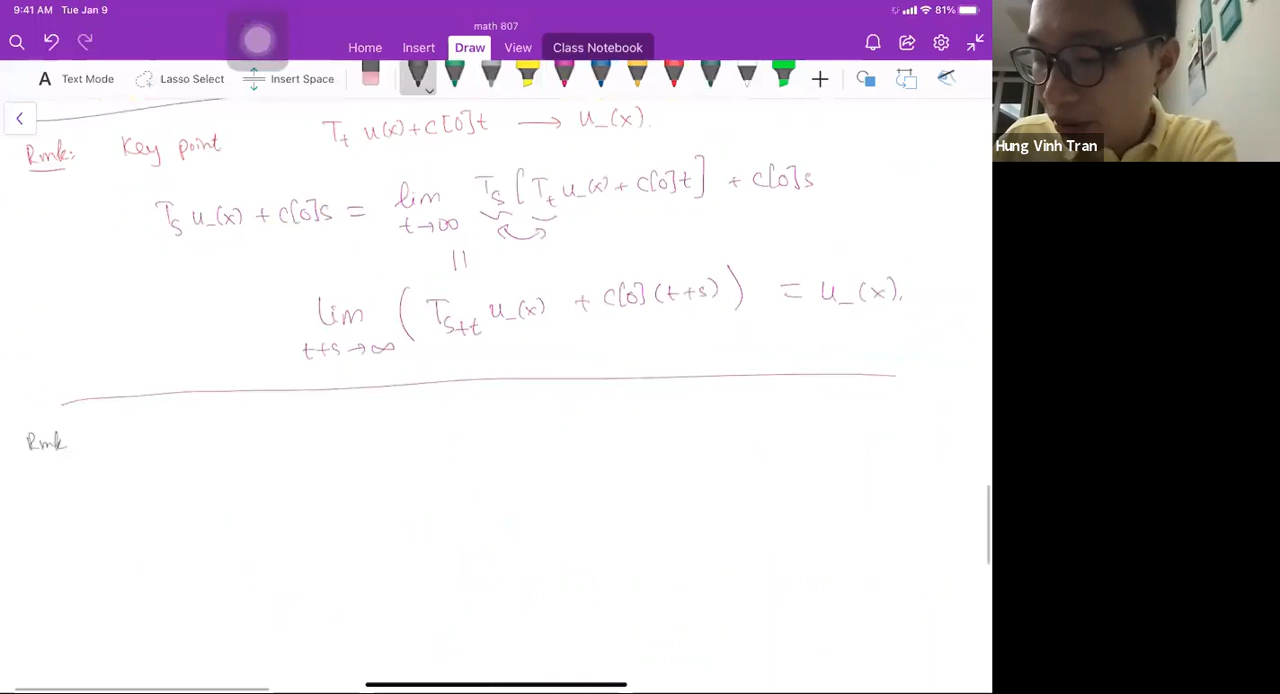 9:41 AM Tue Jan 9
81%
math 807
Home Insert Draw View Class Notebook
A Text Mode Lasso Select Insert Space
Hung Vinh Tran
Rmk: Key point T_t u(x) + c[0]t → u_(x).
T_s u_(x) + c[0]s = lim_{t→∞} T_s [T_t u_(x) + c[0]t] + c[0]s
||
lim_{t+s→∞} ( T_{s+t} u_(x) + c[0](t+s) ) = u_(x).
Rmk